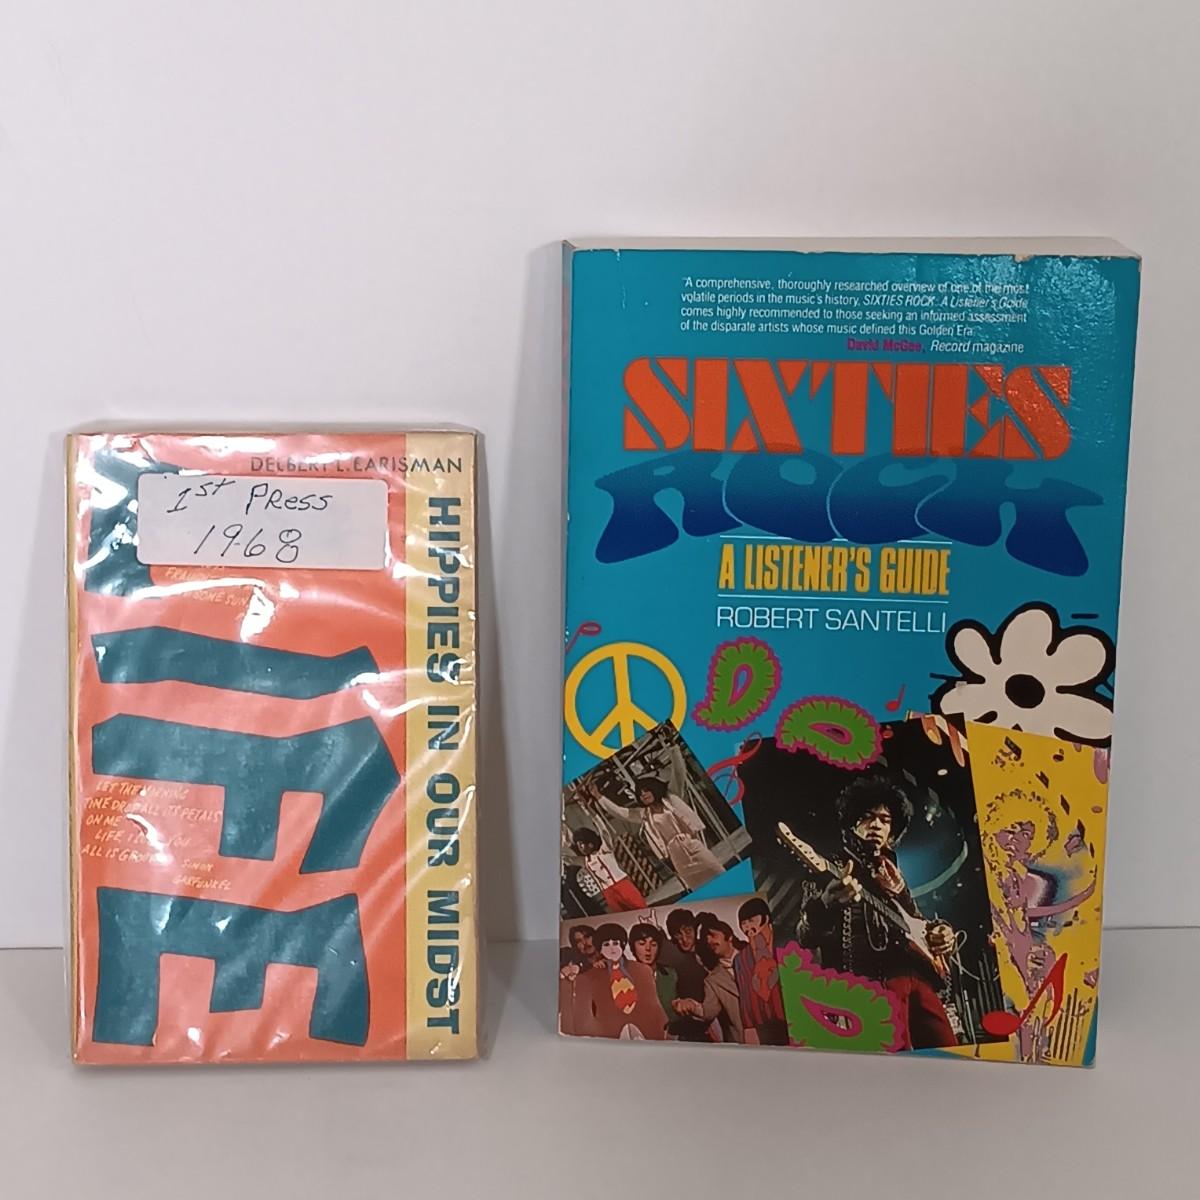 DELBERT L. EARISMAN
1st Press
1968
LIFE
LET THE MORNING
TIME DROP ALL ITS PETALS
ON ME
LIFE, I LOVE YOU
ALL IS GROOVY
SIMON
GARFUNKEL
HIPPIES IN OUR MIDST
"A comprehensive, thoroughly researched overview of one of the most
volatile periods in the music's history, SIXTIES ROCK: A Listener's Guide
comes highly recommended to those seeking an informed assessment
of the disparate artists whose music defined this Golden Era."
David McGee, Record magazine
SIXTIES
ROCK
A LISTENER'S GUIDE
ROBERT SANTELLI